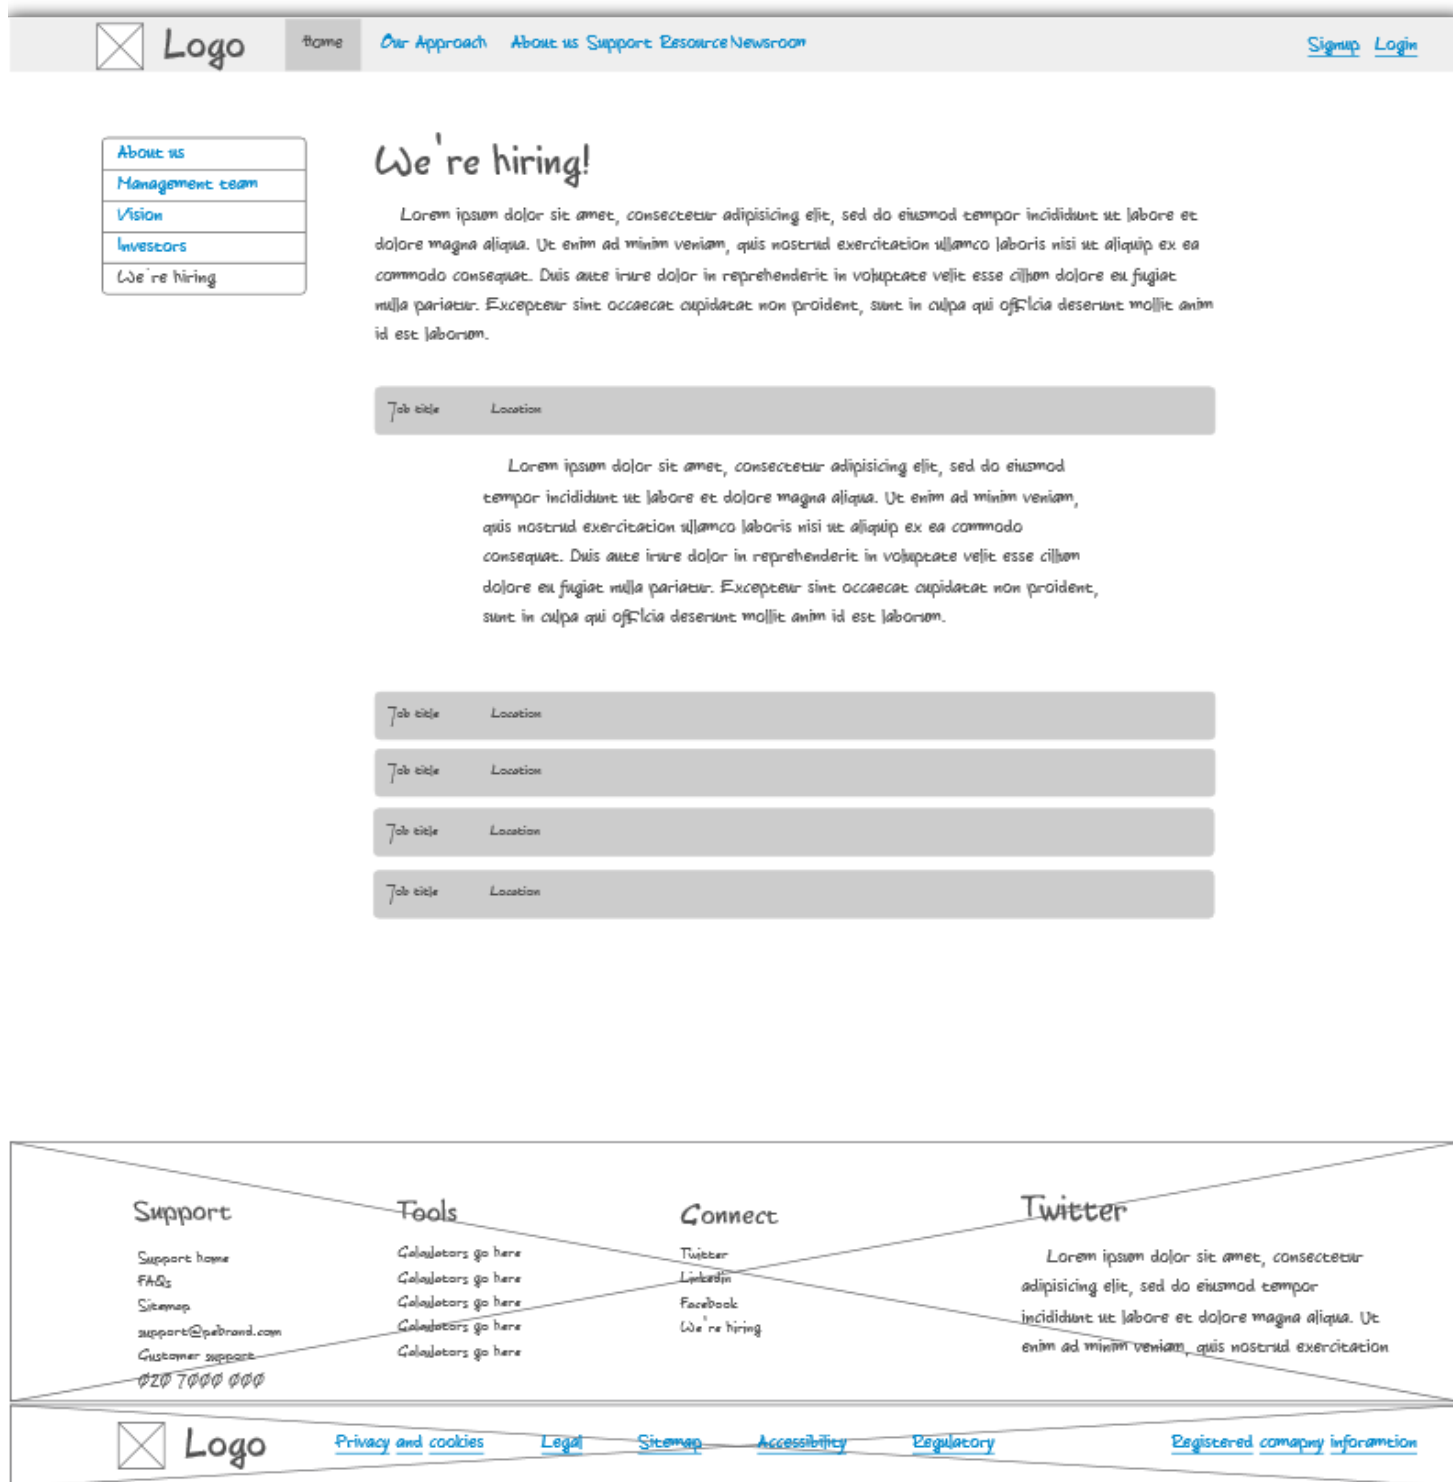 Logo Home Our Approach About us Support Resource Newsroom Signup Login
About us
Management team
Vision
Investors
We're hiring
We're hiring!
Lorem ipsum dolor sit amet, consectetur adipisicing elit, sed do eiusmod tempor incididunt ut labore et
dolore magna aliqua. Ut enim ad minim veniam, quis nostrud exercitation ullamco laboris nisi ut aliquip ex ea
commodo consequat. Duis aute irure dolor in reprehenderit in voluptate velit esse cillum dolore eu fugiat
nulla pariatur. Excepteur sint occaecat cupidatat non proident, sunt in culpa qui officia deserunt mollit anim
id est laborum.
Job title Location
Lorem ipsum dolor sit amet, consectetur adipisicing elit, sed do eiusmod
tempor incididunt ut labore et dolore magna aliqua. Ut enim ad minim veniam,
quis nostrud exercitation ullamco laboris nisi ut aliquip ex ea commodo
consequat. Duis aute irure dolor in reprehenderit in voluptate velit esse cillum
dolore eu fugiat nulla pariatur. Excepteur sint occaecat cupidatat non proident,
sunt in culpa qui officia deserunt mollit anim id est laborum.
Job title Location
Job title Location
Job title Location
Job title Location
Support
Support home
FAQs
Sitemap
support@pebrand.com
Customer support
020 7000 000
Tools
Calculators go here
Calculators go here
Calculators go here
Calculators go here
Calculators go here
Connect
Twitter
Linkedin
Facebook
We're hiring
Twitter
Lorem ipsum dolor sit amet, consectetur
adipisicing elit, sed do eiusmod tempor
incididunt ut labore et dolore magna aliqua. Ut
enim ad minim veniam, quis nostrud exercitation
Logo Privacy and cookies Legal Sitemap Accessibility Regulatory Registered comapny inforamtion